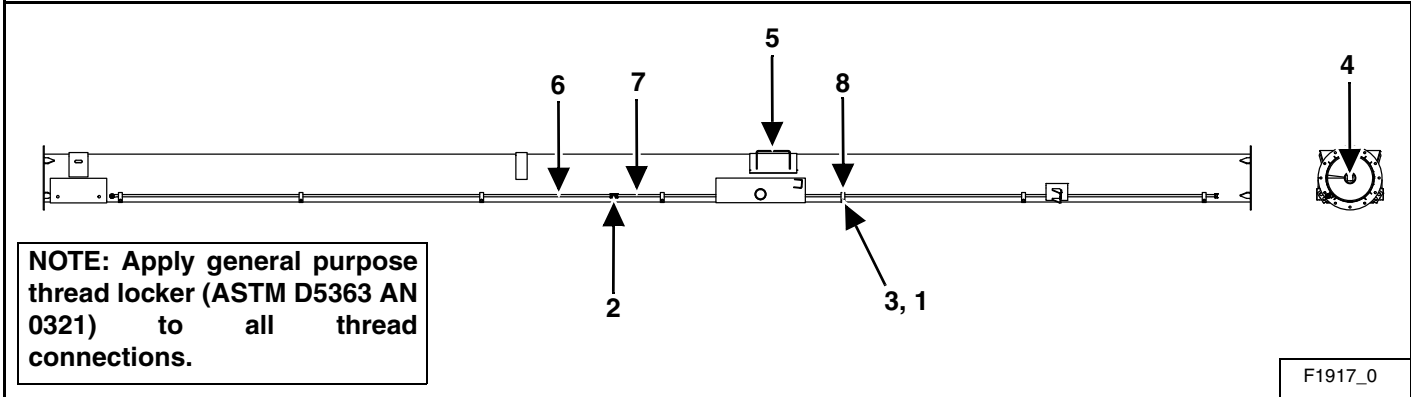 5
6
7
8
4
2
3, 1
NOTE: Apply general purpose
thread locker (ASTM D5363 AN
0321) to all thread
connections.
F1917_0